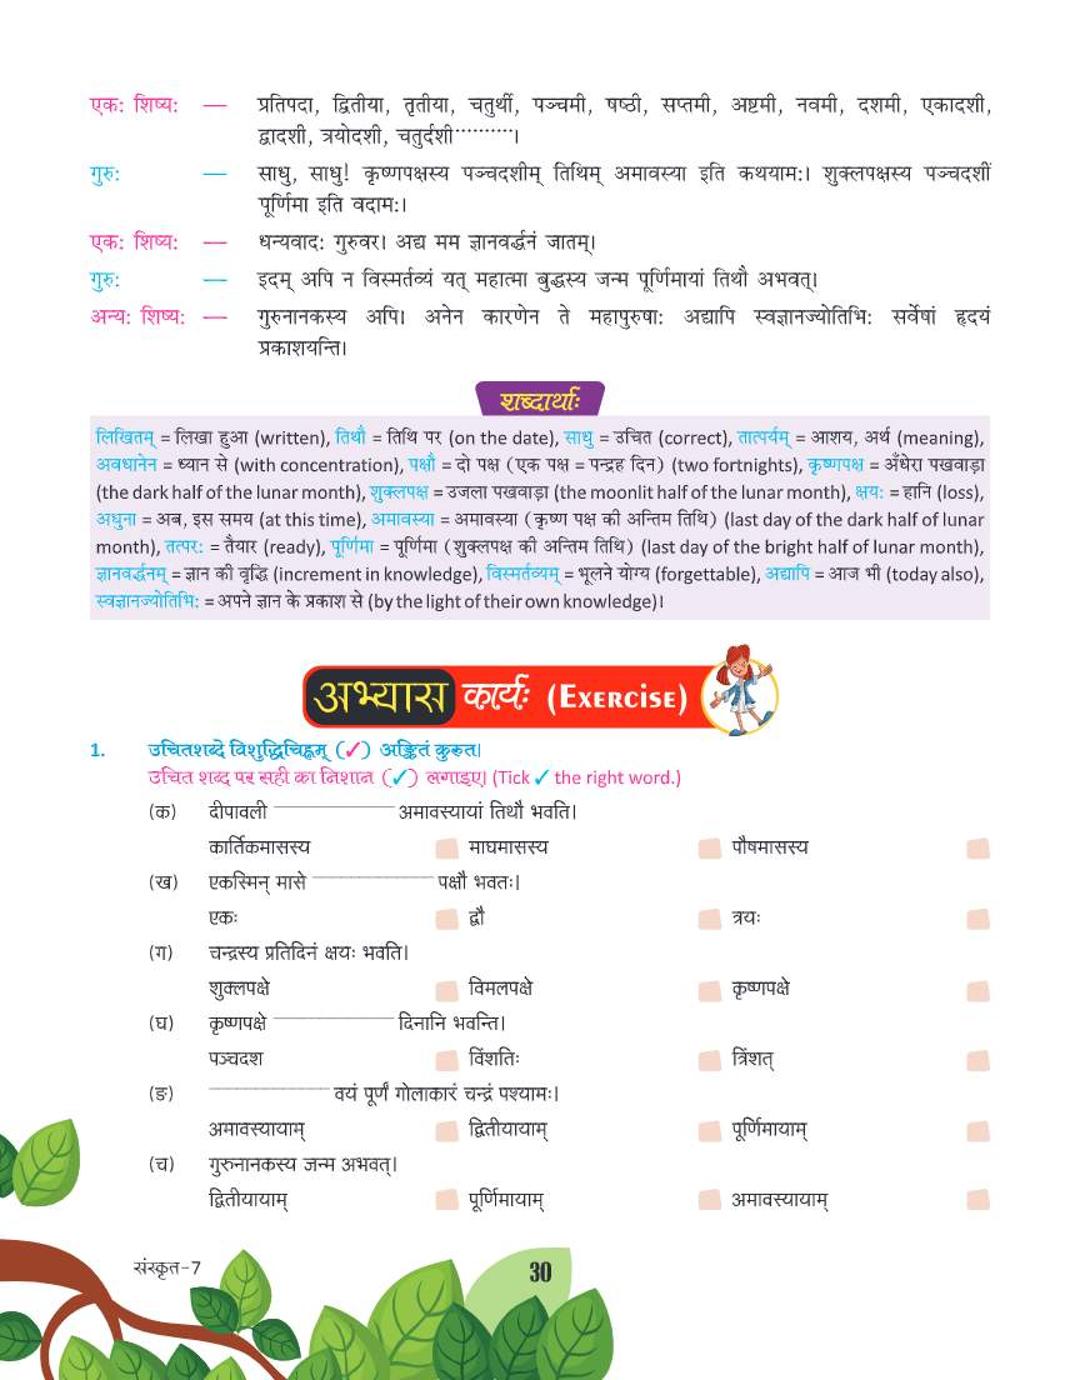 एक: शिष्य: — प्रतिपदा, द्वितीया, तृतीया, चतुर्थी, पञ्चमी, षष्ठी, सप्तमी, अष्टमी, नवमी, दशमी, एकादशी,
द्वादशी, त्रयोदशी, चतुर्दशी..........।
गुरु: — साधु, साधु! कृष्णपक्षस्य पञ्चदशीम् तिथिम् अमावस्या इति कथयाम:। शुक्लपक्षस्य पञ्चदशीं
पूर्णिमा इति वदाम:।
एक: शिष्य: — धन्यवाद: गुरुवर। अद्य मम ज्ञानवर्द्धनं जातम्।
गुरु: — इदम् अपि न विस्मर्तव्यं यत् महात्मा बुद्धस्य जन्म पूर्णिमायां तिथौ अभवत्।
अन्य: शिष्य: — गुरुनानकस्य अपि। अनेन कारणेन ते महापुरुषा: अद्यापि स्वज्ञानज्योतिभि: सर्वेषां हृदयं
प्रकाशयन्ति।
शब्दार्थाः
लिखितम् = लिखा हुआ (written), तिथौ = तिथि पर (on the date), साधु = उचित (correct), तात्पर्यम् = आशय, अर्थ (meaning),
अवधानेन = ध्यान से (with concentration), पक्षौ = दो पक्ष (एक पक्ष = पन्द्रह दिन) (two fortnights), कृष्णपक्ष = अँधेरा पखवाड़ा
(the dark half of the lunar month), शुक्लपक्ष = उजला पखवाड़ा (the moonlit half of the lunar month), क्षय: = हानि (loss),
अधुना = अब, इस समय (at this time), अमावस्या = अमावस्या (कृष्ण पक्ष की अन्तिम तिथि) (last day of the dark half of lunar
month), तत्पर: = तैयार (ready), पूर्णिमा = पूर्णिमा (शुक्लपक्ष की अन्तिम तिथि) (last day of the bright half of lunar month),
ज्ञानवर्द्धनम् = ज्ञान की वृद्धि (increment in knowledge), विस्मर्तव्यम् = भूलने योग्य (forgettable), अद्यापि = आज भी (today also),
स्वज्ञानज्योतिभि: = अपने ज्ञान के प्रकाश से (by the light of their own knowledge)।
अभ्यास कार्यः (EXERCISE)
1. उचितशब्दे विशुद्धिचिह्नम् (✓) अङ्कितं कुरुत।
उचित शब्द पर सही का निशान (✓) लगाइए। (Tick ✓ the right word.)
(क) दीपावली ____________ अमावस्यायां तिथौ भवति।
कार्तिकमासस्य माघमासस्य पौषमासस्य
(ख) एकस्मिन् मासे ____________ पक्षौ भवतः।
एकः द्वौ त्रयः
(ग) चन्द्रस्य प्रतिदिनं क्षयः भवति।
शुक्लपक्षे विमलपक्षे कृष्णपक्षे
(घ) कृष्णपक्षे ____________ दिनानि भवन्ति।
पञ्चदश विंशतिः त्रिंशत्
(ङ) ____________ वयं पूर्णं गोलाकारं चन्द्रं पश्यामः।
अमावस्यायाम् द्वितीयायाम् पूर्णिमायाम्
(च) गुरुनानकस्य जन्म अभवत्।
द्वितीयायाम् पूर्णिमायाम् अमावस्यायाम्
संस्कृत-7 30